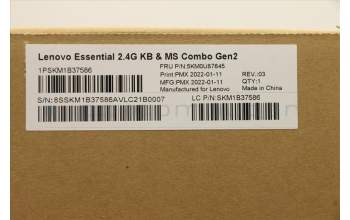 Lenovo Essential 2.4G KB & MS Combo Gen2
1PSKM1B37586
FRU P/N:5KM0U87645
Print PMX 2022-01-11
REV.:03
MFG PMX 2022-01-11
QTY:1
Manufactured for Lenovo
Made in China
S/N:8SSKM1B37586AVLC21B0007
LC P/N:SKM1B37586